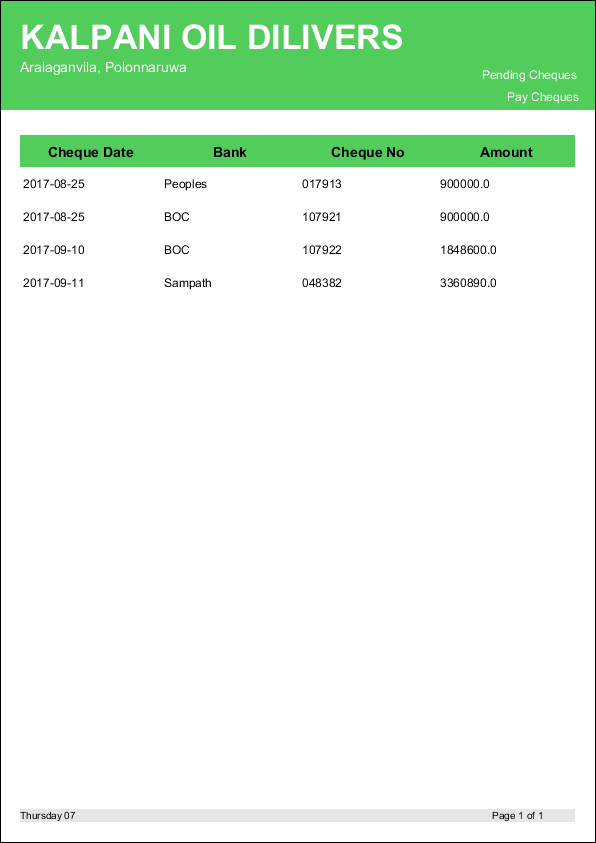 KALPANI OIL DILIVERS
Aralaganvila, Polonnaruwa
Pending Cheques
Pay Cheques
Cheque Date Bank Cheque No Amount
2017-08-25 Peoples 017913 900000.0
2017-08-25 BOC 107921 900000.0
2017-09-10 BOC 107922 1848600.0
2017-09-11 Sampath 048382 3360890.0
Thursday 07 Page 1 of 1